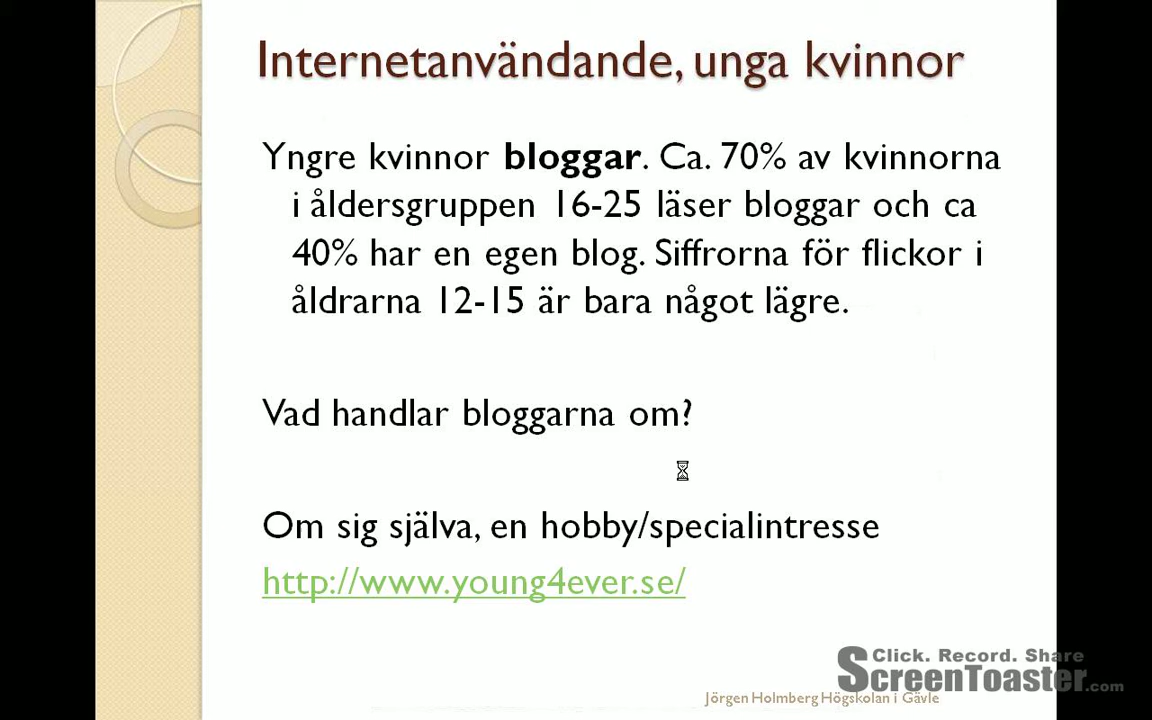 Internetanvändande, unga kvinnor
Yngre kvinnor bloggar. Ca. 70% av kvinnorna
i åldersgruppen 16-25 läser bloggar och ca
40% har en egen blog. Siffrorna för flickor i
åldrarna 12-15 är bara något lägre.
Vad handlar bloggarna om?
Om sig själva, en hobby/specialintresse
http://www.young4ever.se/
Click. Record. Share
ScreenToaster.com
Jörgen Holmberg Högskolan i Gävle